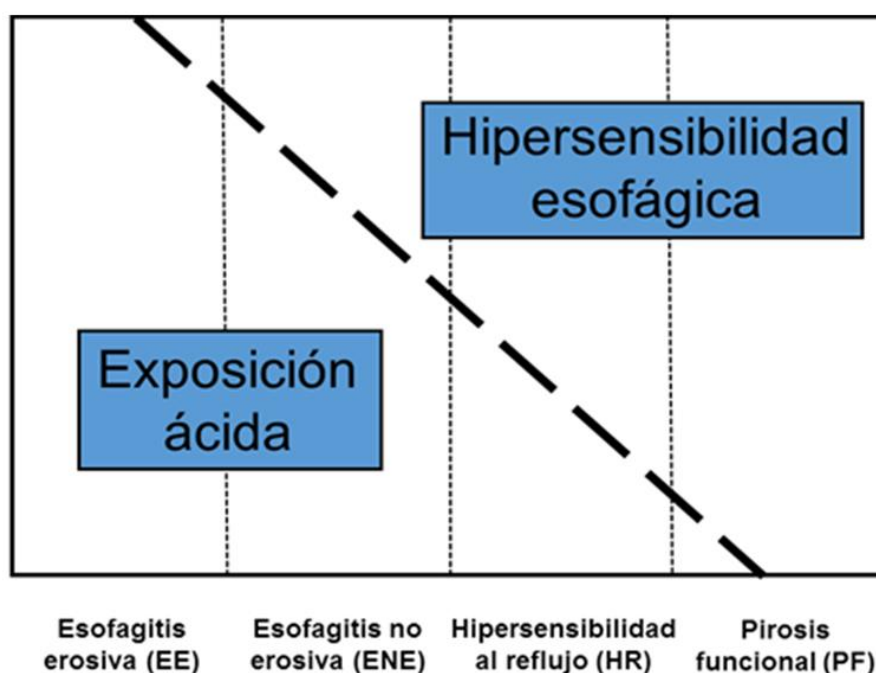 Hipersensibilidad
esofágica
Exposición
ácida
Esofagitis
erosiva (EE)
Esofagitis no
erosiva (ENE)
Hipersensibilidad
al reflujo (HR)
Pirosis
funcional (PF)